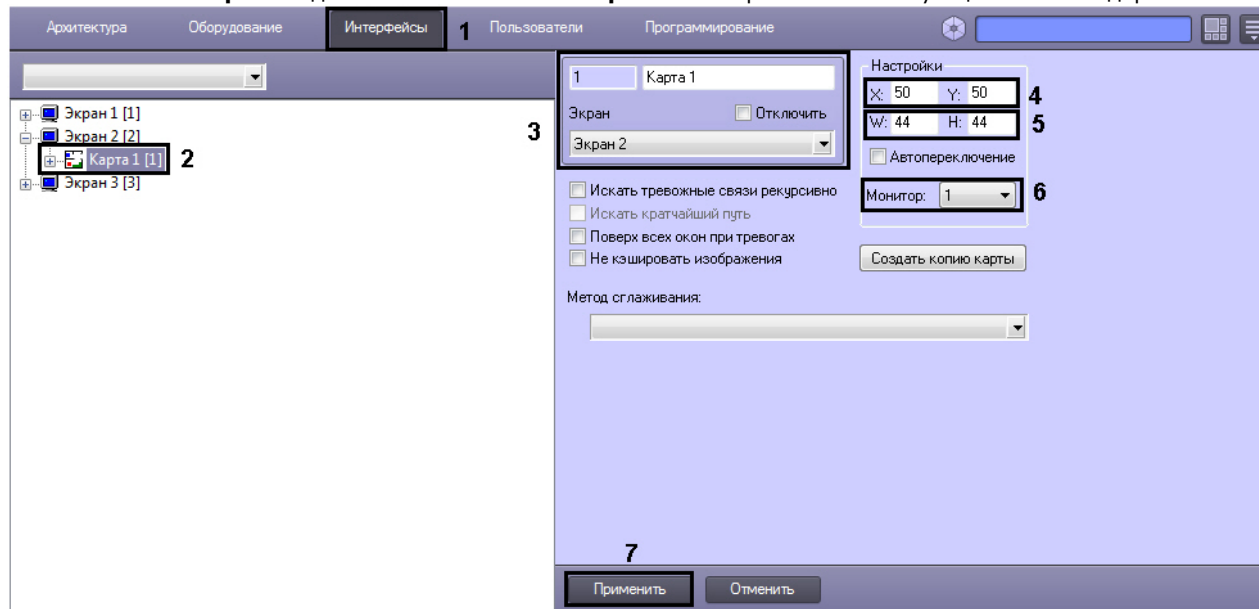 Архитектура Оборудование Интерфейсы 1 Пользователи Программирование
Экран 1 [1]
Экран 2 [2]
Карта 1 [1] 2
Экран 3 [3]
3
1 Карта 1
Экран Отключить
Экран 2
Искать тревожные связи рекурсивно
Искать кратчайший путь
Поверх всех окон при тревогах
Не кэшировать изображения
Метод сглаживания:
Настройки
X: 50 Y: 50 4
W: 44 H: 44 5
Автопереключение
Монитор: 1 6
Создать копию карты
7
Применить Отменить